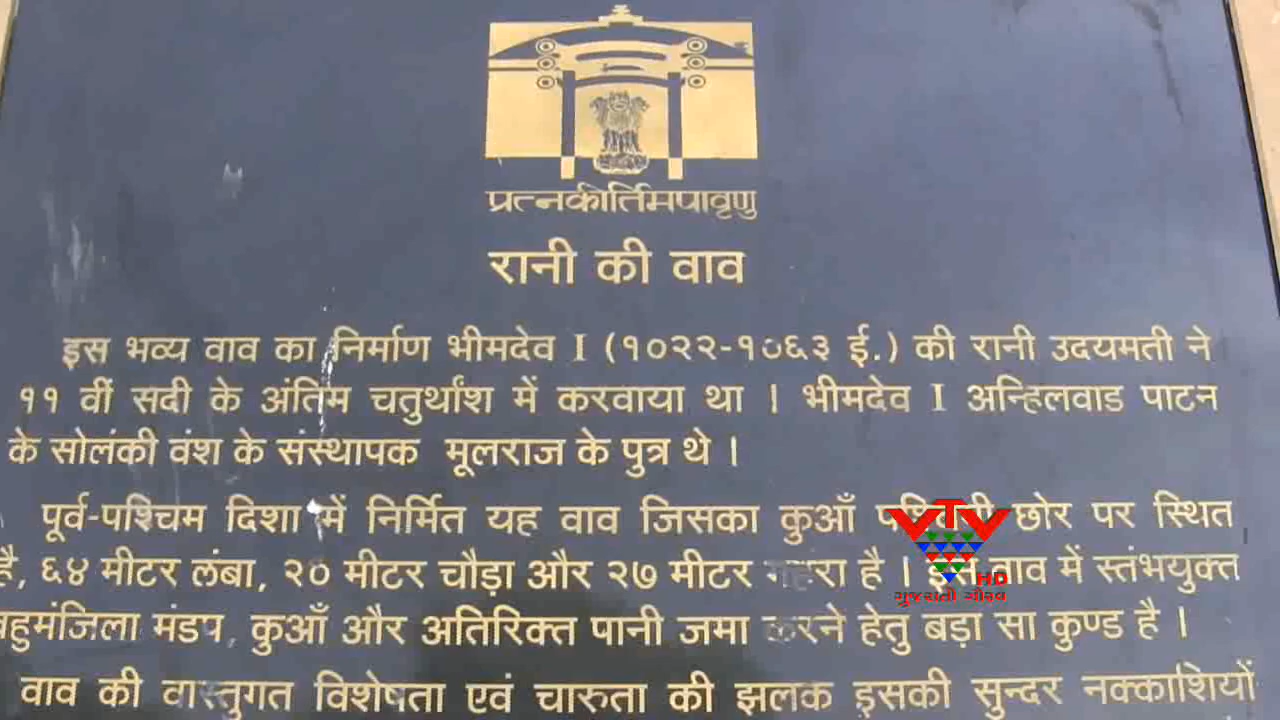 प्रत्नकीर्तिमपावृणु
रानी की वाव
इस भव्य वाव का निर्माण भीमदेव I (१०२२-१०६३ ई.) की रानी उदयमती ने
११ वीं सदी के अंतिम चतुर्थांश में करवाया था । भीमदेव I अन्हिलवाड पाटन
के सोलंकी वंश के संस्थापक मूलराज के पुत्र थे ।
पूर्व-पश्चिम दिशा में निर्मित यह वाव जिसका कुआँ पश्चिमी छोर पर स्थित
है, ६४ मीटर लंबा, २० मीटर चौड़ा और २७ मीटर गहरा है । इस वाव में स्तंभयुक्त
बहुमंजिला मंडप, कुआँ और अतिरिक्त पानी जमा करने हेतु बड़ा सा कुण्ड है ।
वाव की वास्तुगत विशेषता एवं चारुता की झलक इसकी सुन्दर नक्काशियों
VTV
HD
ગુજરાતી ગૌરવ